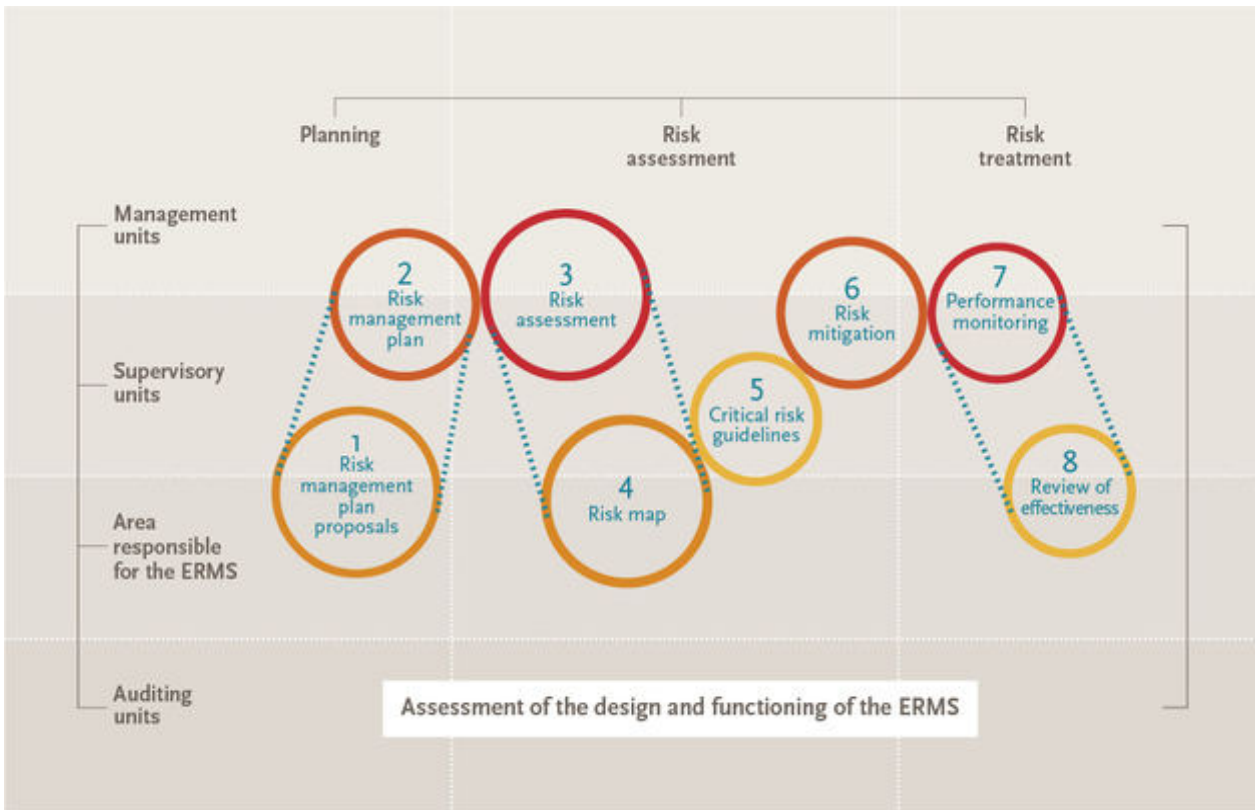 Planning
Risk
assessment
Risk
treatment
Management
units
Supervisory
units
Area
responsible
for the ERMS
Auditing
units
1
Risk
management
plan
proposals
2
Risk
management
plan
3
Risk
assessment
4
Risk map
5
Critical risk
guidelines
6
Risk
mitigation
7
Performance
monitoring
8
Review of
effectiveness
Assessment of the design and functioning of the ERMS